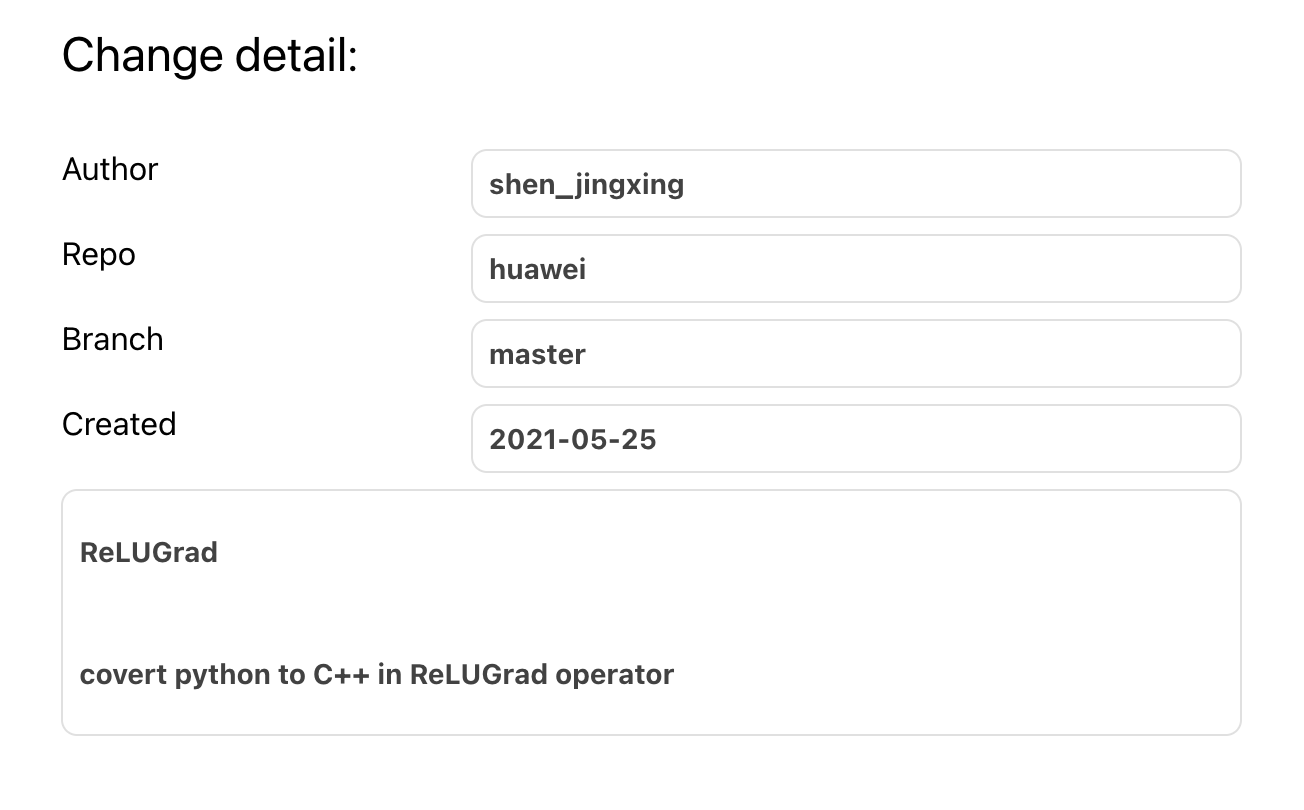 Change detail:
Author
shen_jingxing
Repo
huawei
Branch
master
Created
2021-05-25
ReLUGrad
covert python to C++ in ReLUGrad operator